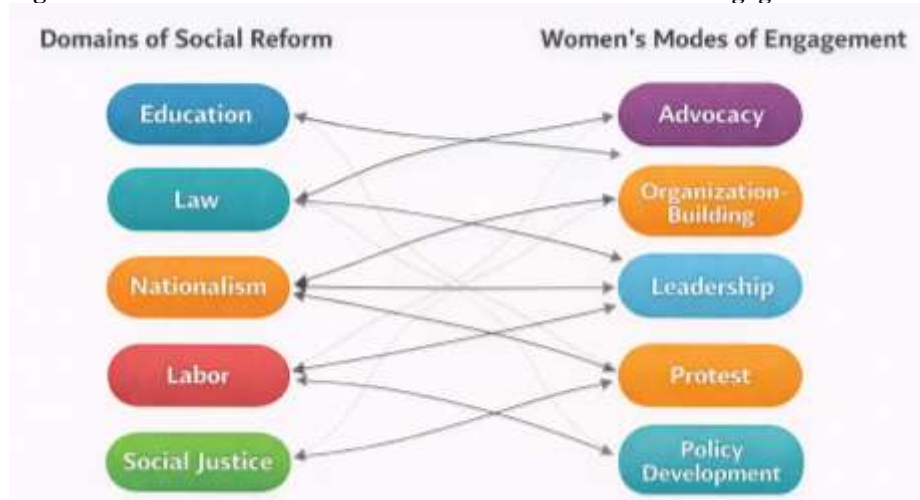 Domains of Social Reform
Women's Modes of Engagement
Education
Law
Nationalism
Labor
Social Justice
Advocacy
Organization-
Building
Leadership
Protest
Policy
Development